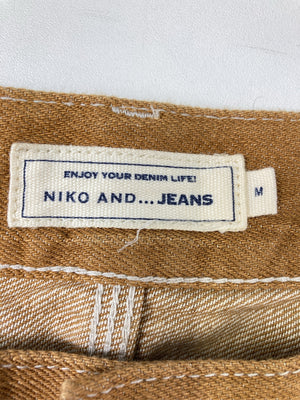 ENJOY YOUR DENIM LIFE!
NIKO AND...JEANS
M